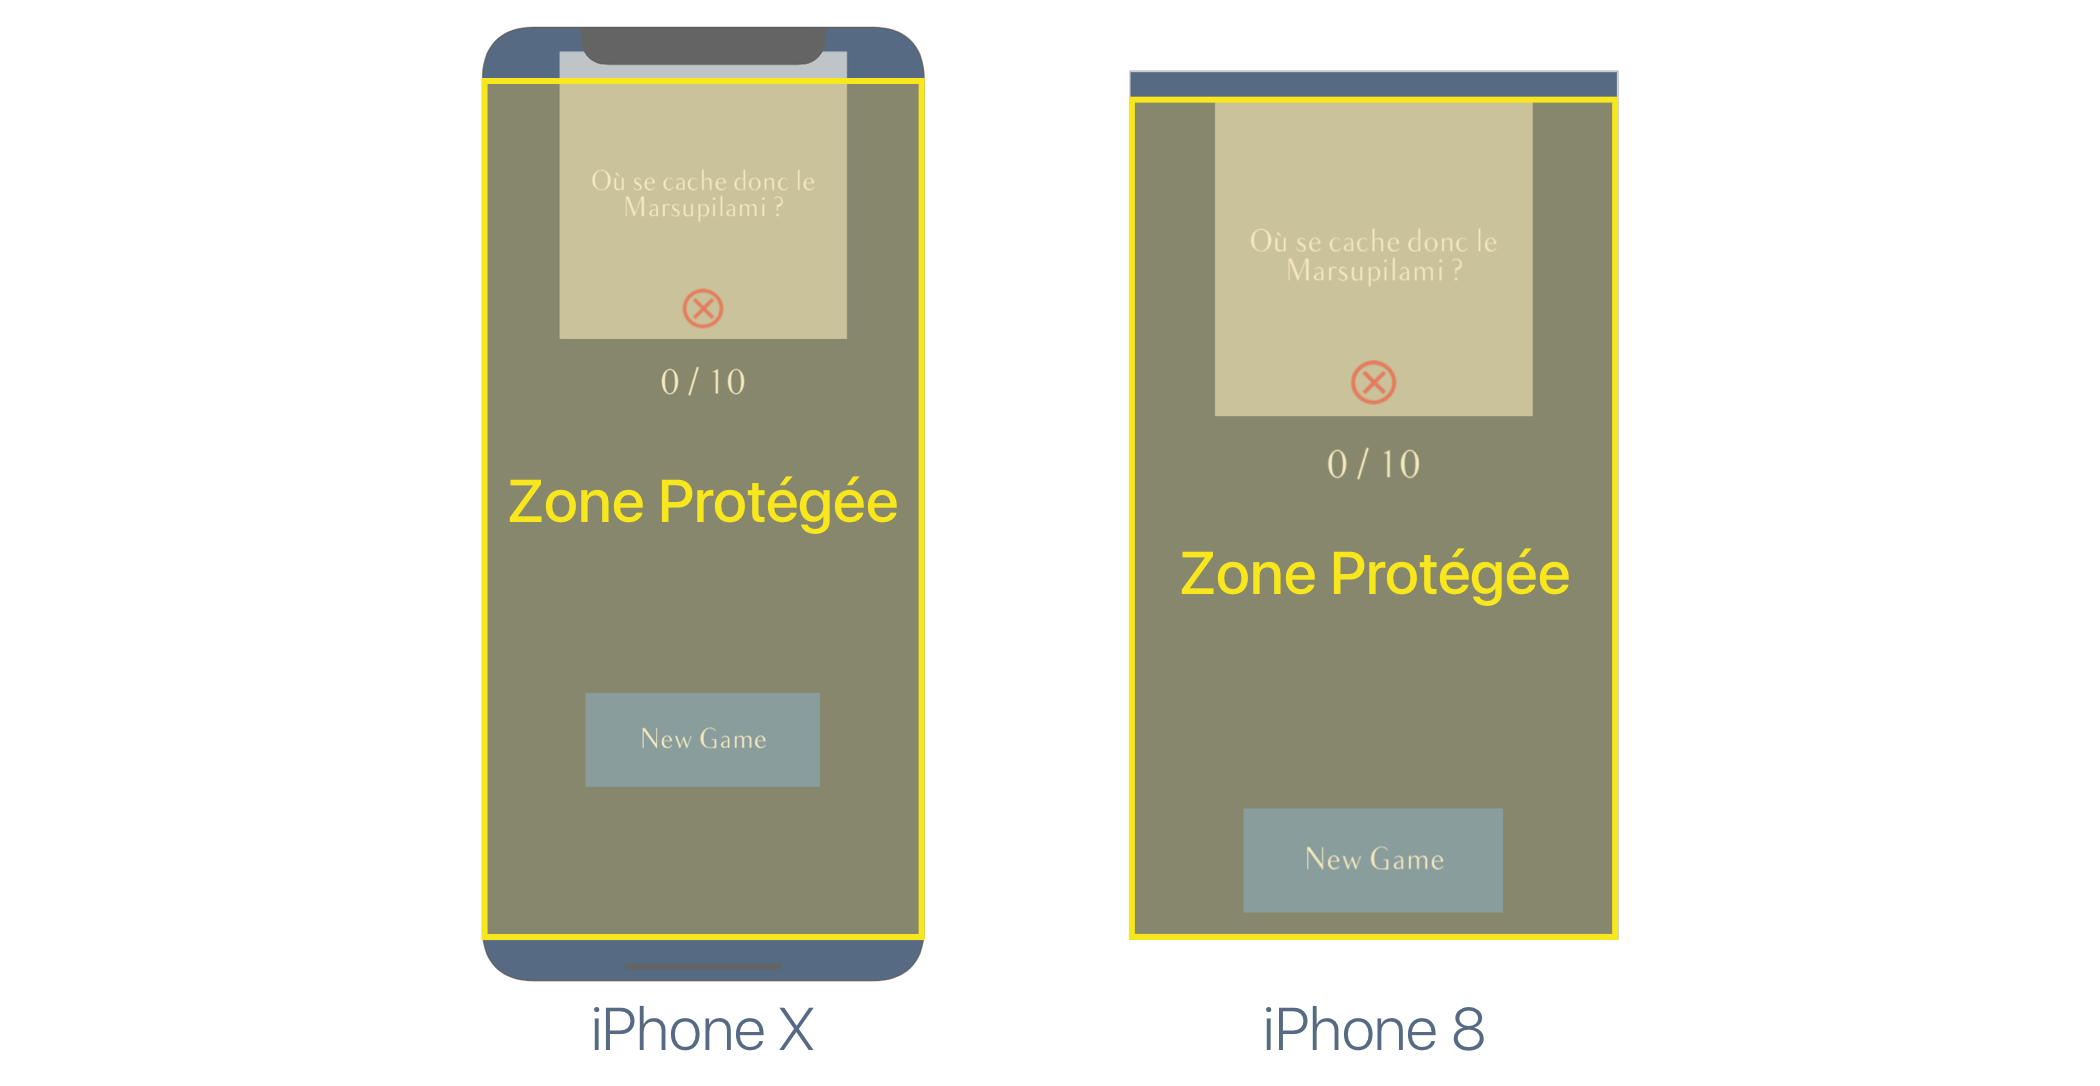 Où se cache donc le
Marsupilami ?
0 / 10
Zone Protégée
New Game
iPhone X
Où se cache donc le
Marsupilami ?
0 / 10
Zone Protégée
New Game
iPhone 8